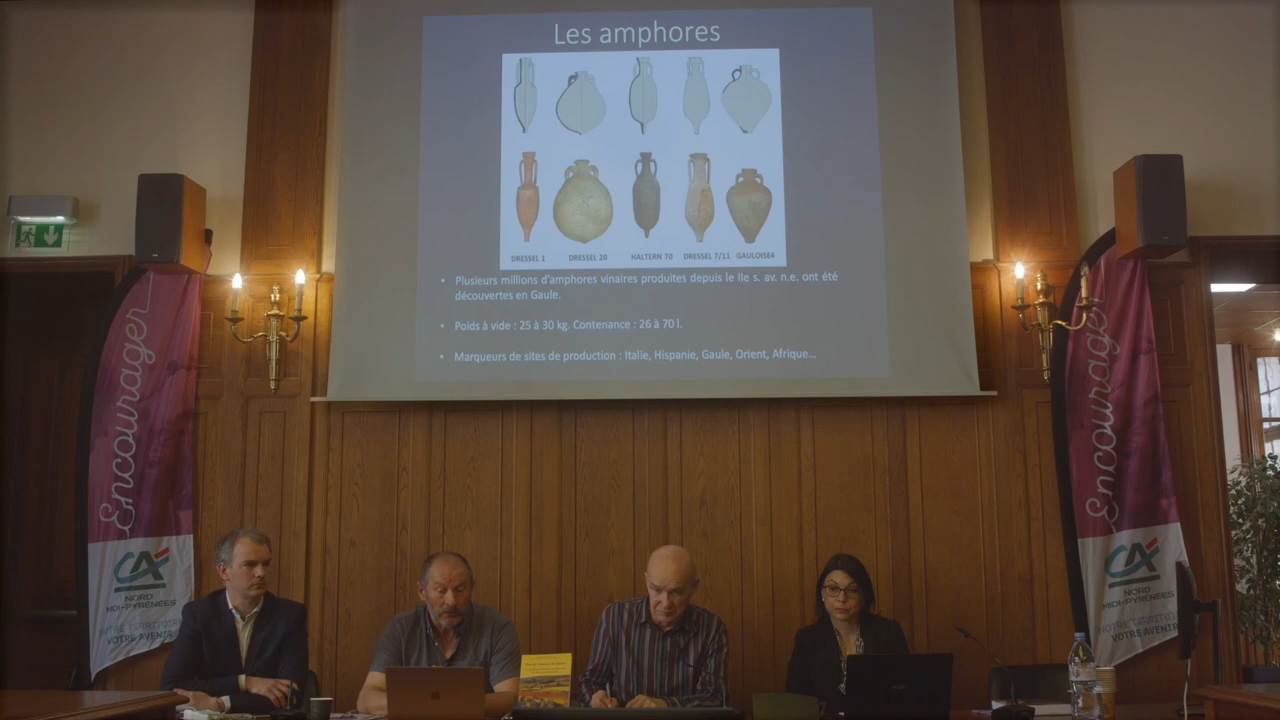 Les amphores
DRESSEL 1 DRESSEL 20 HALTERN 70 DRESSEL 7/11 GAULOISE4
• Plusieurs millions d'amphores vinaires produites depuis le IIe s. av. n.e. ont été
découvertes en Gaule.
• Poids à vide : 25 à 30 kg. Contenance : 26 à 70 l.
• Marqueurs de sites de production : Italie, Hispanie, Gaule, Orient, Afrique...
Encourager
CA
NORD
MIDI-PYRÉNÉES
NOTRE TERRITOIRE
VOTRE AVENIR
Encourager
CA
NORD
MIDI-PYRÉNÉES
VOTRE AVENIR